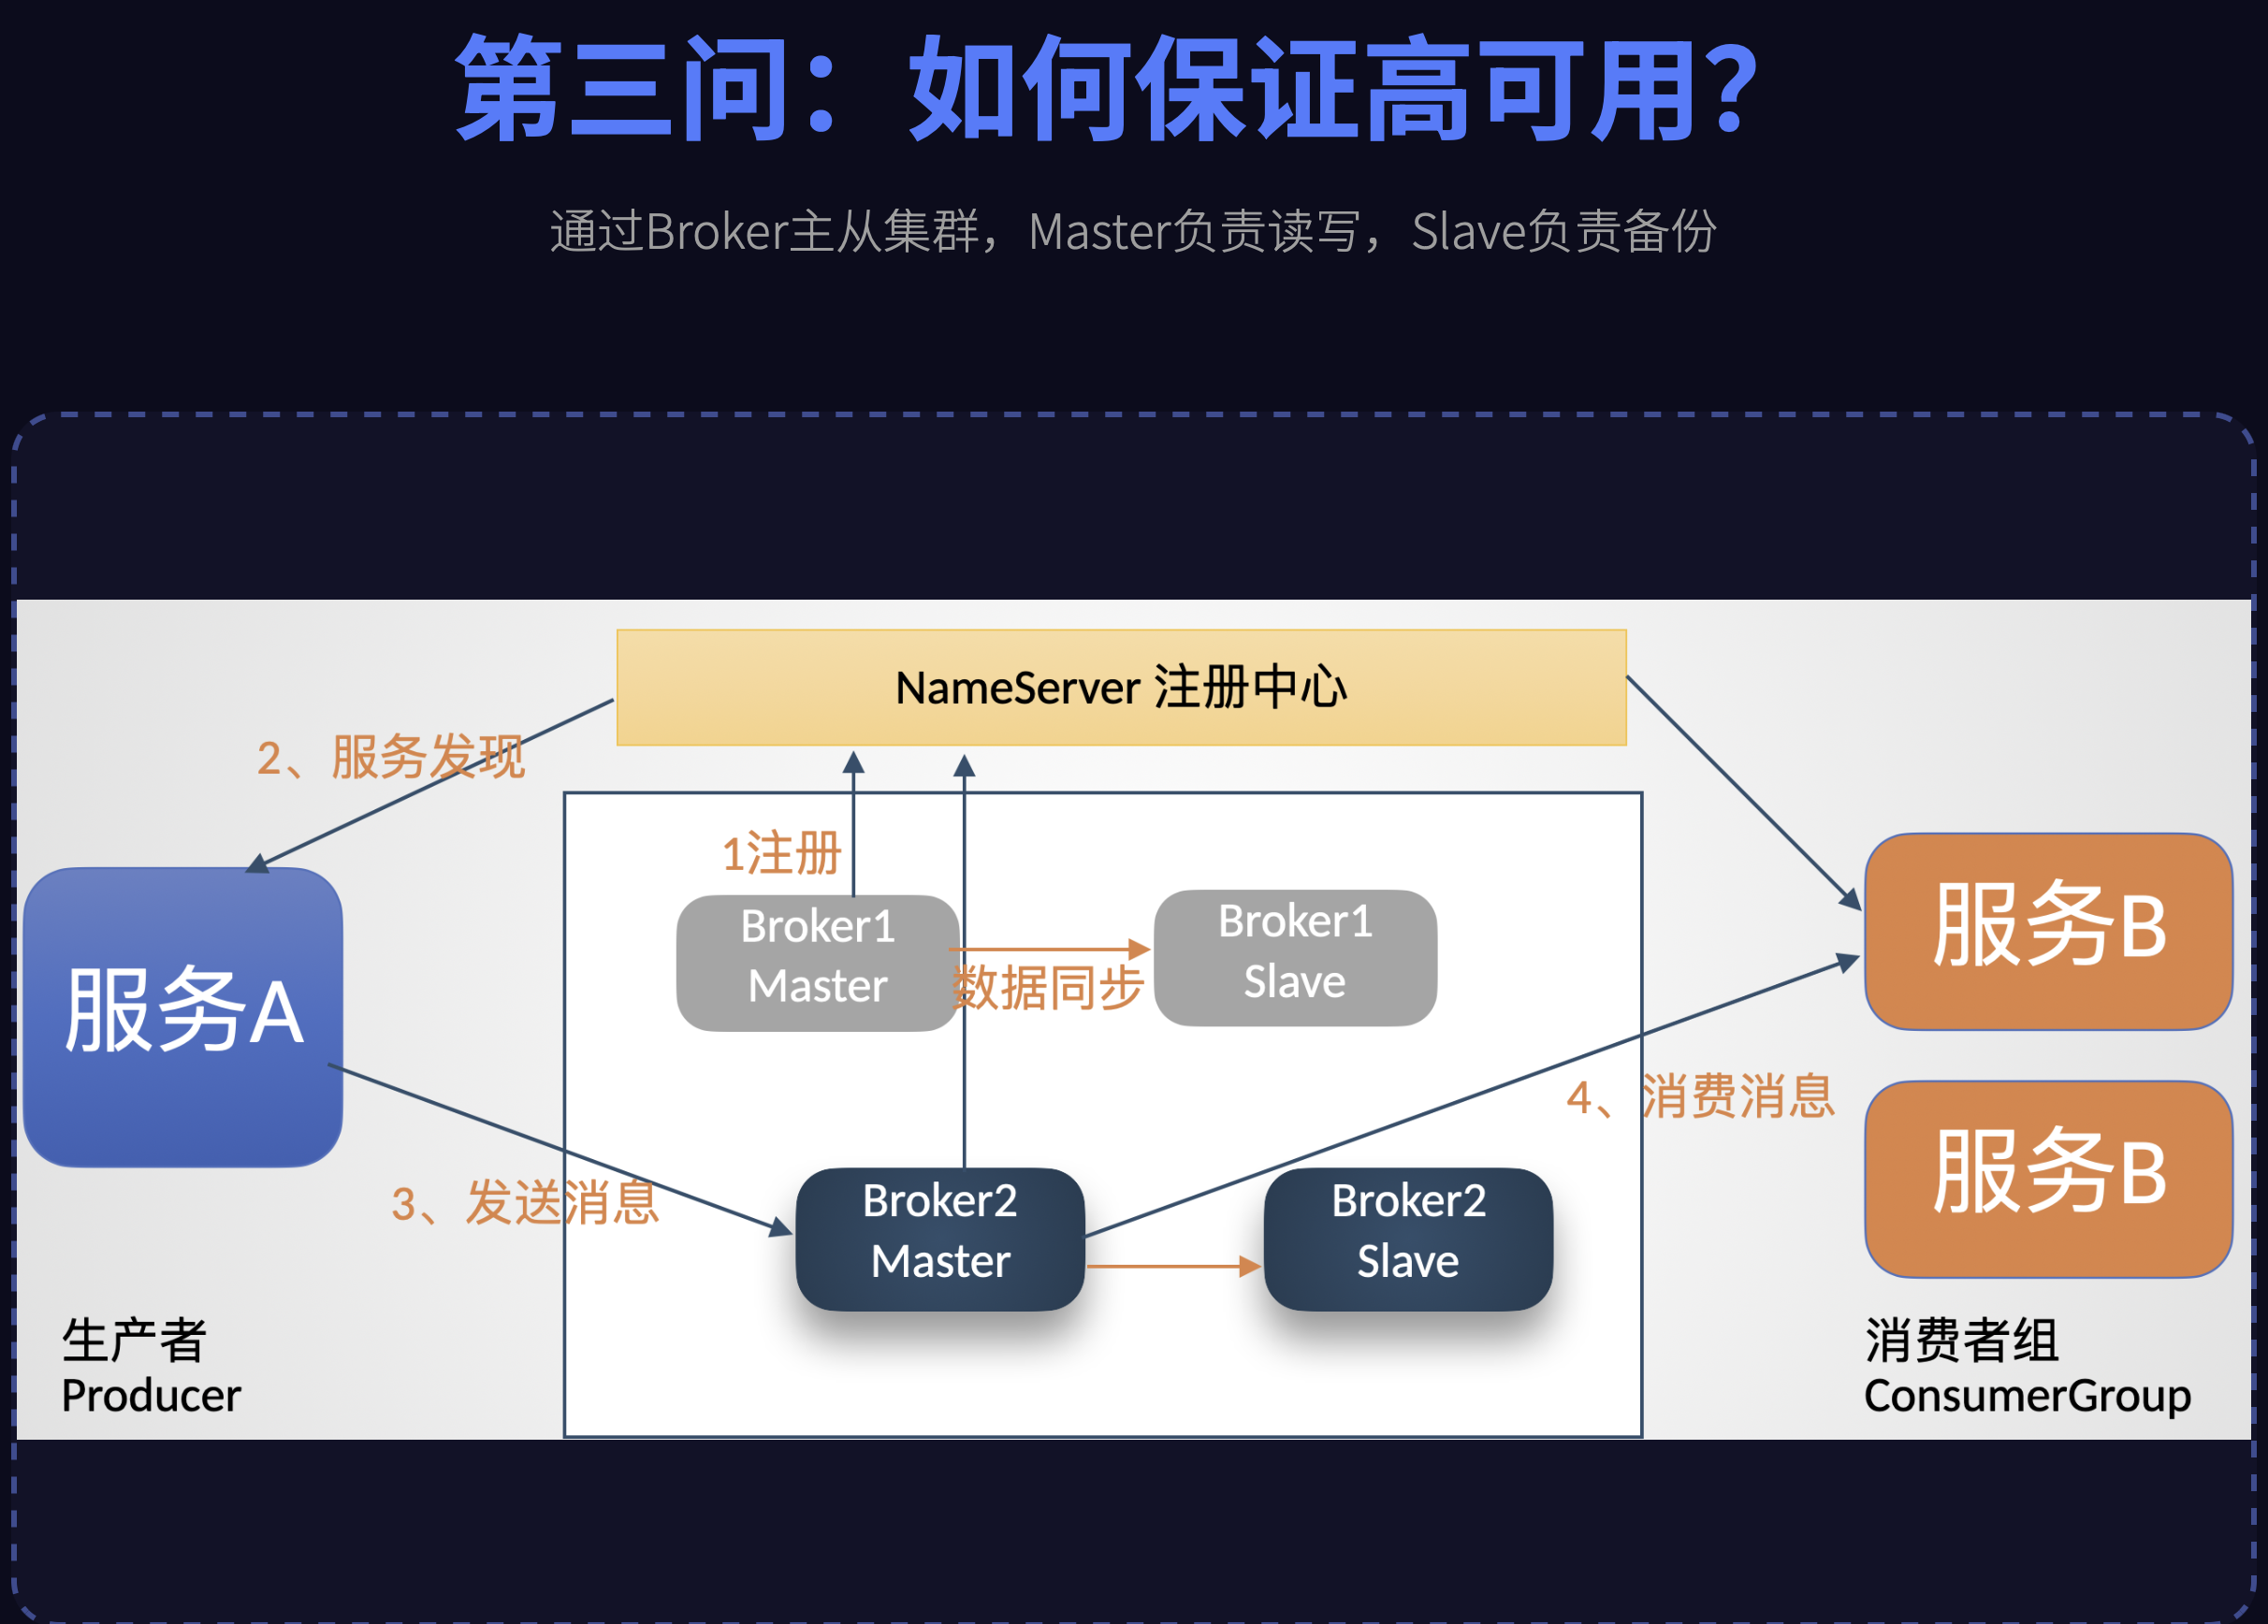 第三问：如何保证高可用？
通过Broker主从集群，Master负责读写，Slave负责备份
NameServer 注册中心
2、服务发现
1注册
Broker1
Master
数据同步
Broker1
Slave
服务A
服务B
4、消费消息
服务B
3、发送消息
Broker2
Master
Broker2
Slave
生产者
Producer
消费者组
ConsumerGroup